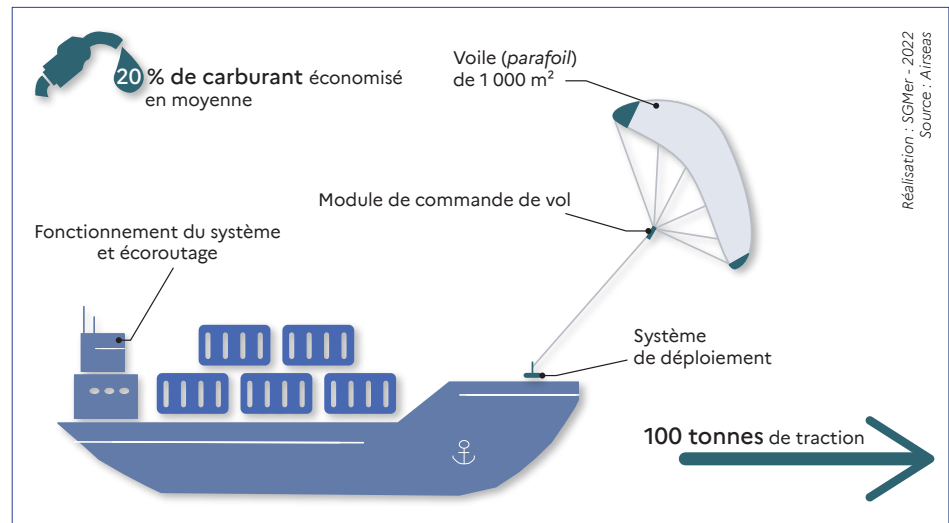 20 % de carburant économisé
en moyenne
Voile (parafoil)
de 1 000 m²
Réalisation : SGMer - 2022
Source : Airseas
Module de commande de vol
Fonctionnement du système
et écoroutage
Système
de déploiement
100 tonnes de traction